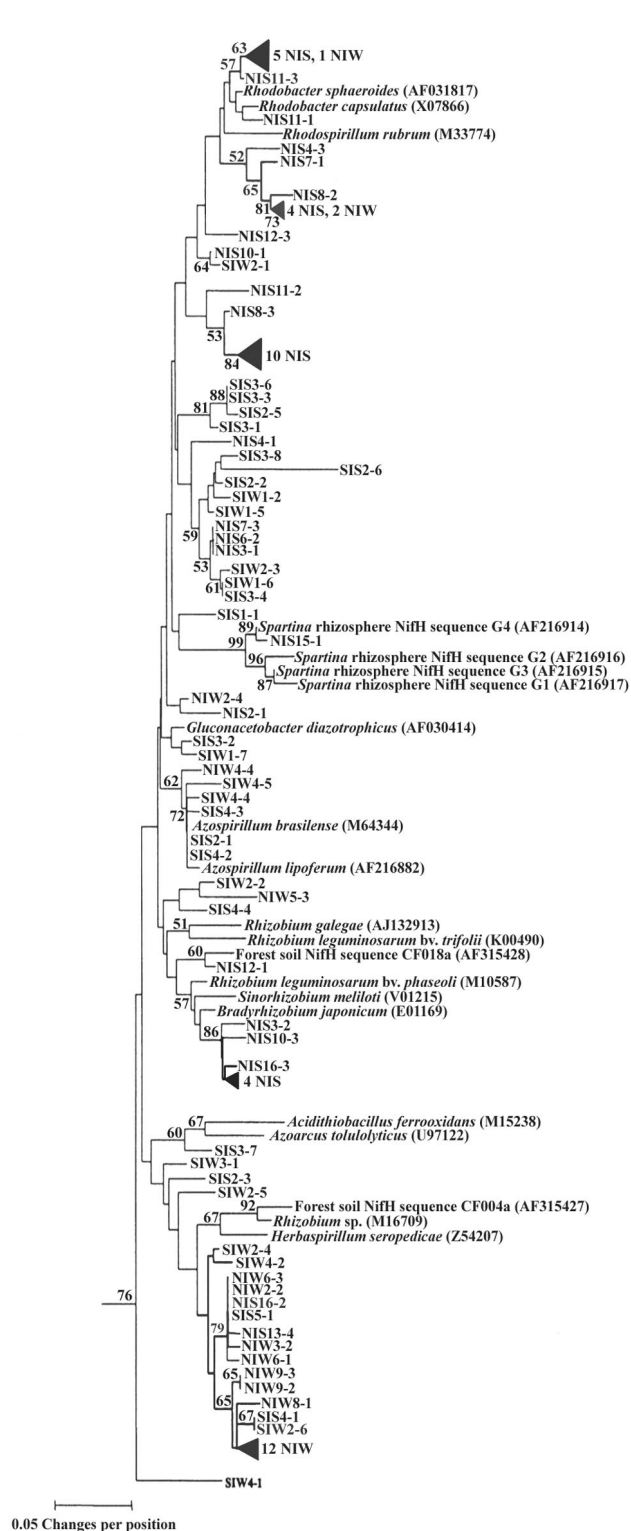 63
5 NIS, 1 NIW
57
NIS11-3
Rhodobacter sphaeroides (AF031817)
Rhodobacter capsulatus (X07866)
NIS11-1
Rhodospirillum rubrum (M33774)
NIS4-3
52
NIS7-1
65
NIS8-2
81
4 NIS, 2 NIW
73
NIS12-3
NIS10-1
64
SIW2-1
NIS11-2
NIS8-3
53
10 NIS
84
SIS3-6
88
SIS3-3
81
SIS2-5
SIS3-1
NIS4-1
SIS3-8
SIS2-6
SIS2-2
SIW1-2
SIW1-5
NIS7-3
59
NIS6-2
NIS3-1
53
SIW2-3
SIW1-6
61
SIS3-4
SIS1-1
89
Spartina rhizosphere NifH sequence G4 (AF216914)
99
NIS15-1
96
Spartina rhizosphere NifH sequence G2 (AF216916)
Spartina rhizosphere NifH sequence G3 (AF216915)
87
Spartina rhizosphere NifH sequence G1 (AF216917)
NIW2-4
NIS2-1
Gluconacetobacter diazotrophicus (AF030414)
SIS3-2
SIW1-7
NIW4-4
62
SIW4-5
SIW4-4
SIS4-3
72
Azospirillum brasilense (M64344)
SIS2-1
SIS4-2
Azospirillum lipoferum (AF216882)
SIW2-2
NIW5-3
SIS4-4
51
Rhizobium galegae (AJ132913)
Rhizobium leguminosarum bv. trifolii (K00490)
60
Forest soil NifH sequence CF018a (AF315428)
NIS12-1
Rhizobium leguminosarum bv. phaseoli (M10587)
57
Sinorhizobium meliloti (V01215)
Bradyrhizobium japonicum (E01169)
NIS3-2
86
NIS10-3
NIS16-3
4 NIS
67
Acidithiobacillus ferrooxidans (M15238)
60
Azoarcus tolulolyticus (U97122)
SIS3-7
SIW3-1
SIS2-3
SIW2-5
92
Forest soil NifH sequence CF004a (AF315427)
67
Rhizobium sp. (M16709)
Herbaspirillum seropedicae (Z54207)
SIW2-4
SIW4-2
NIW6-3
NIW2-2
76
NIS16-2
SIS5-1
79
NIS13-4
NIW3-2
NIW6-1
65
NIW9-3
NIW9-2
65
NIW8-1
67
SIS4-1
SIW2-6
12 NIW
SIW4-1
0.05 Changes per position